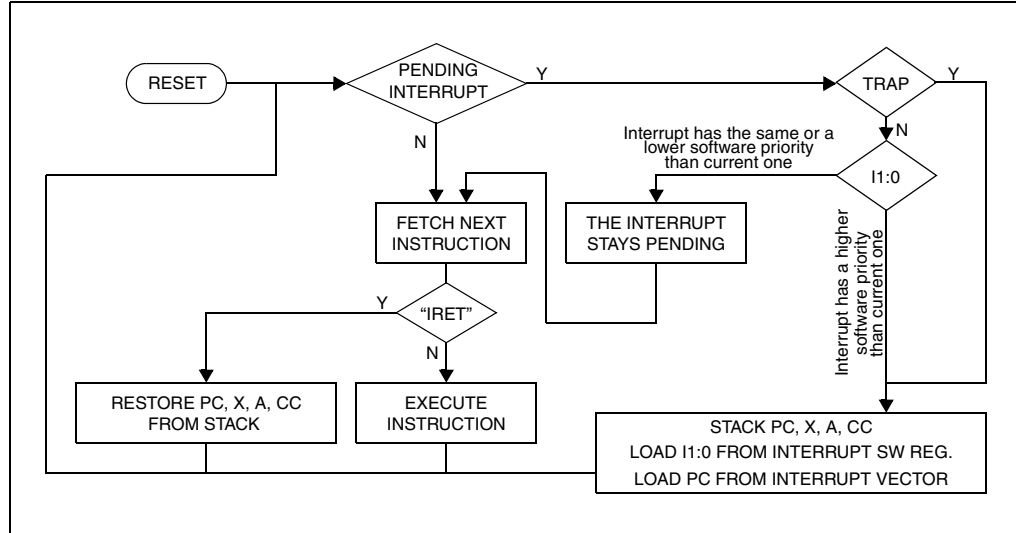 RESET
PENDING
INTERRUPT
Y
TRAP
Y
N
N
Interrupt has the same or a
lower software priority
than current one
I1:0
FETCH NEXT
INSTRUCTION
THE INTERRUPT
STAYS PENDING
Interrupt has a higher
software priority
than current one
Y
“IRET”
N
RESTORE PC, X, A, CC
FROM STACK
EXECUTE
INSTRUCTION
STACK PC, X, A, CC
LOAD I1:0 FROM INTERRUPT SW REG.
LOAD PC FROM INTERRUPT VECTOR